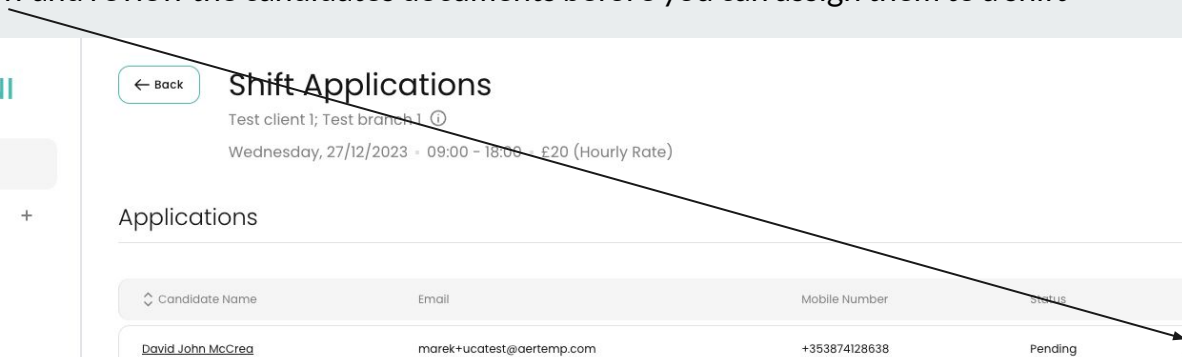 and review the candidates documents before you can assign them to a shift
← Back
Shift Applications
Test client 1; Test branch 1
Wednesday, 27/12/2023 • 09:00 - 18:00 • £20 (Hourly Rate)
+
Applications
Candidate Name Email Mobile Number Status
David John McCrea marek+ucatest@aertemp.com +353874128638 Pending